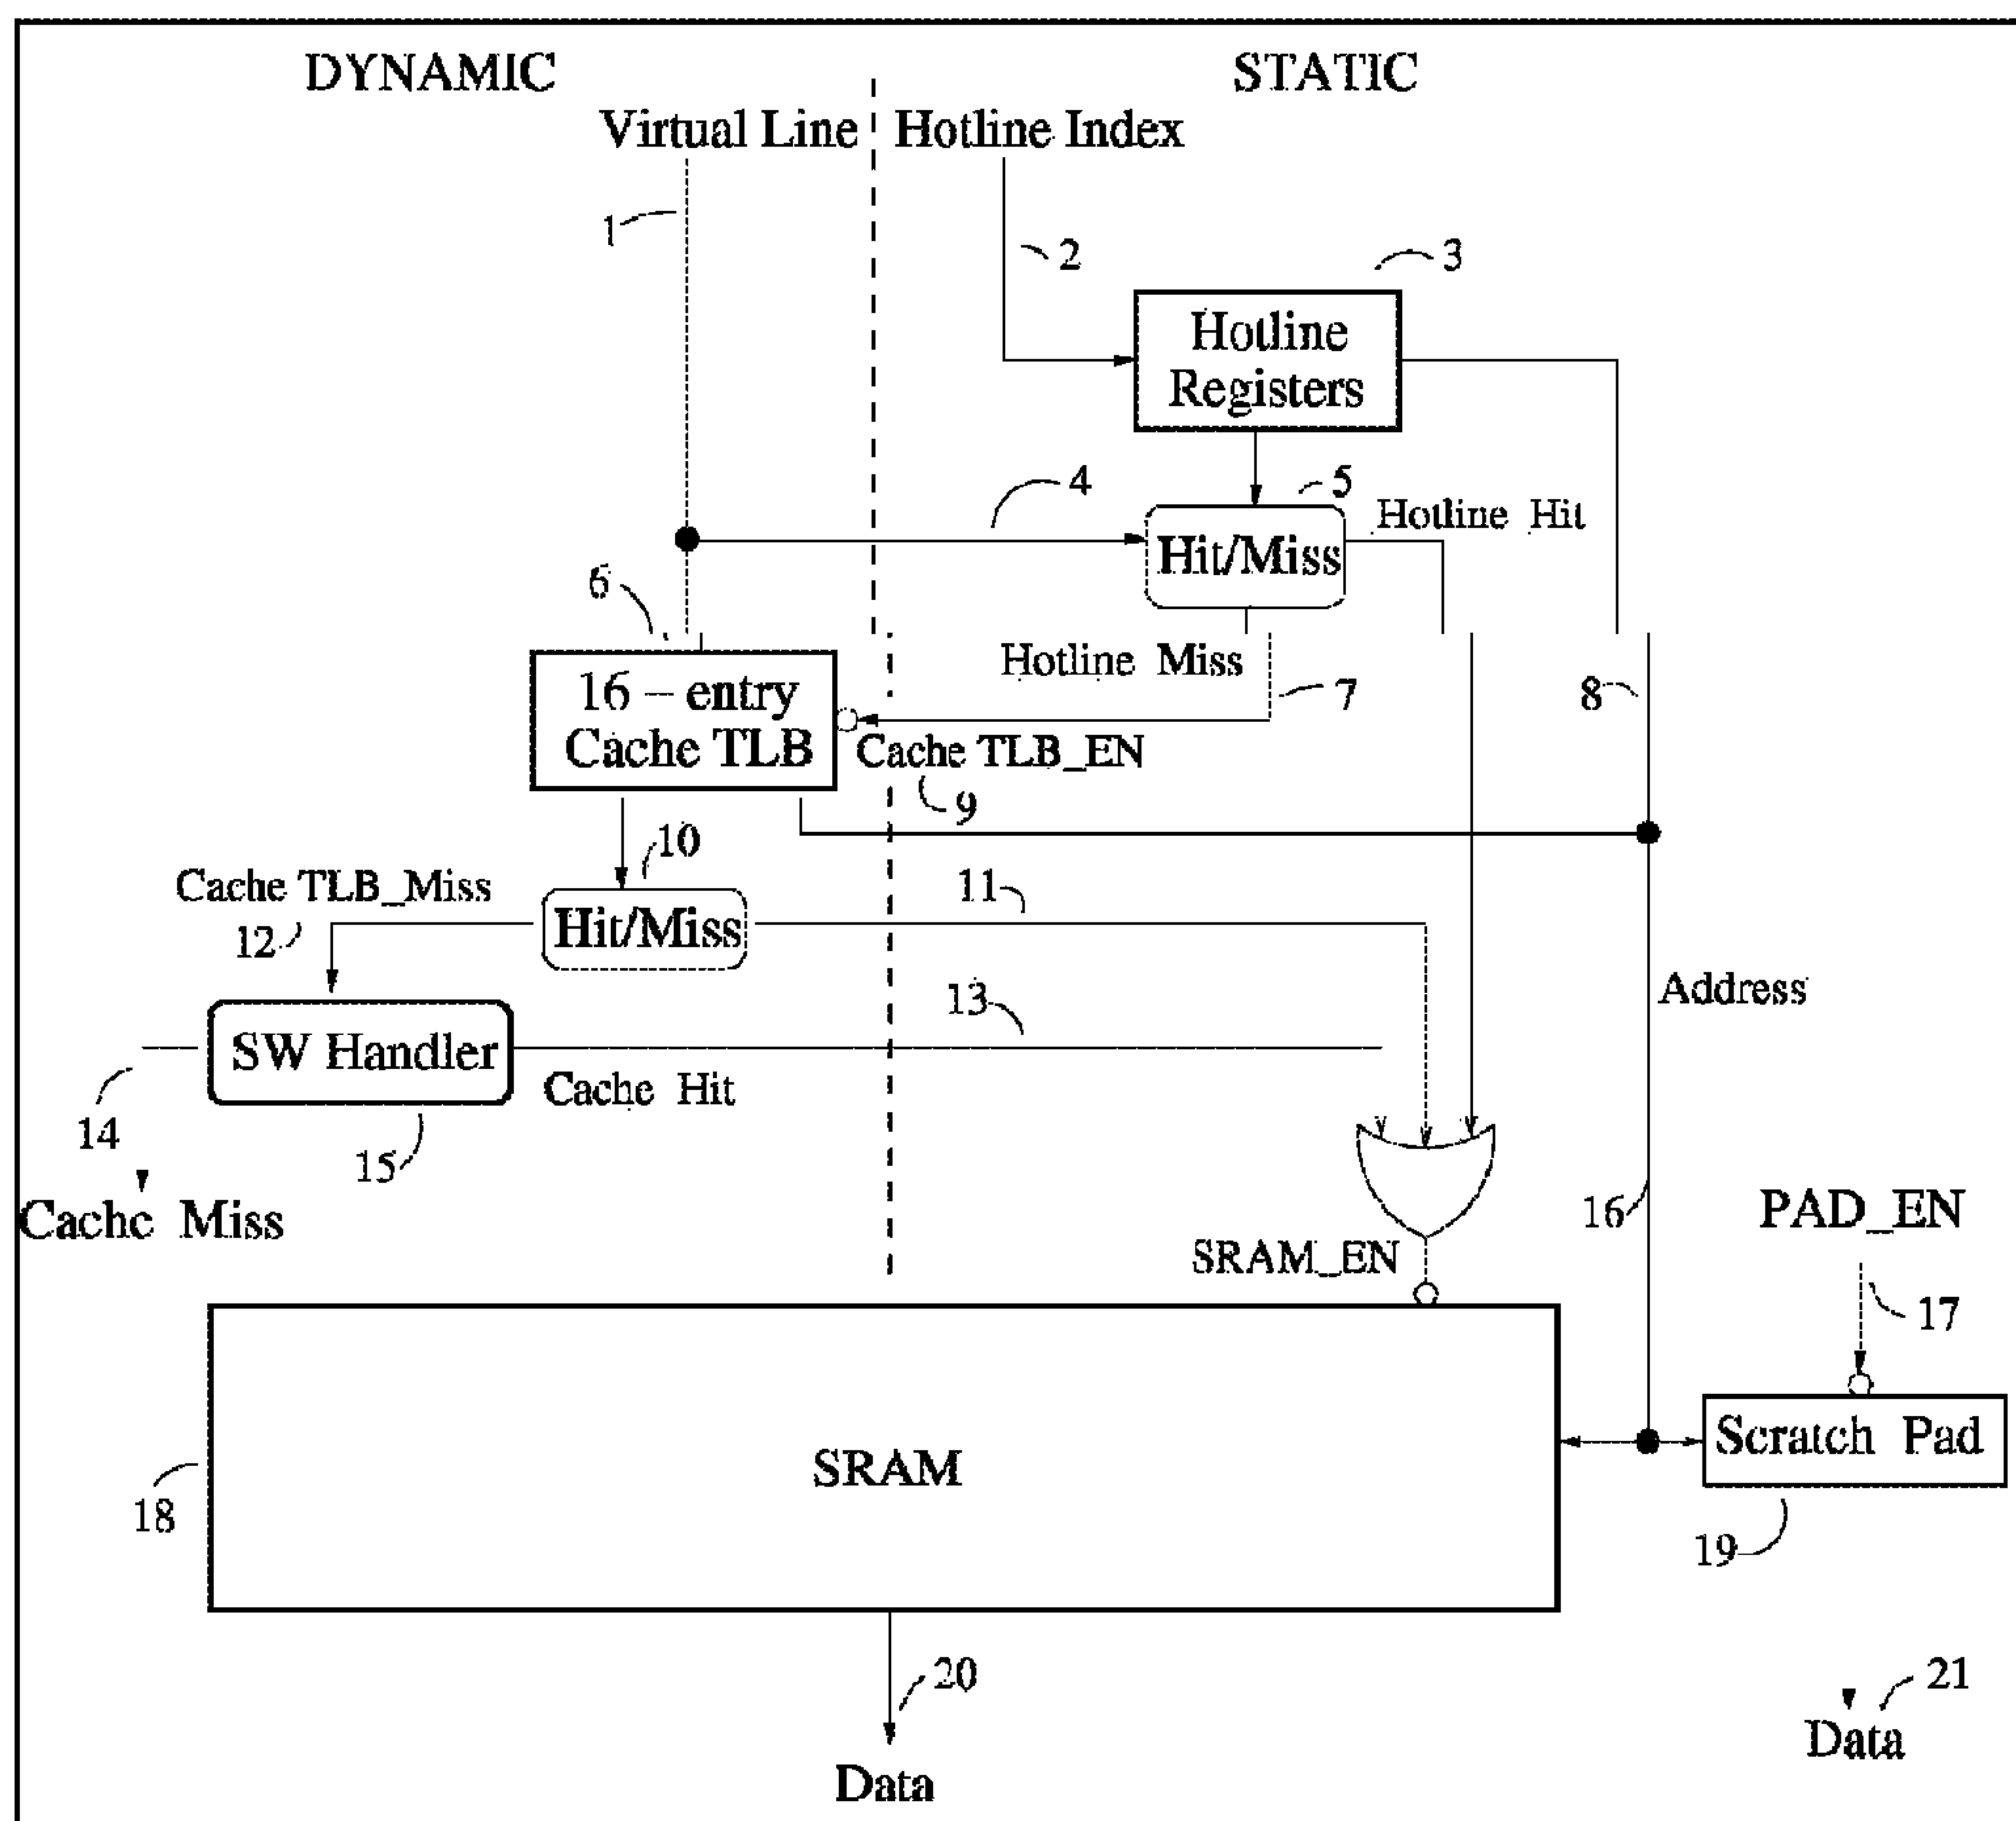 DYNAMIC
STATIC
Virtual Line
Hotline Index
1
2
3
Hotline
Registers
4
5
Hotline Hit
Hit/Miss
6
Hotline Miss
16 – entry
Cache TLB
7
8
Cache TLB_EN
9
10
Cache TLB_Miss
11
12
Hit/Miss
13
Address
SW Handler
Cache Hit
14
15
Cache Miss
16
PAD_EN
SRAM_EN
17
Scratch Pad
SRAM
18
19
20
21
Data
Data